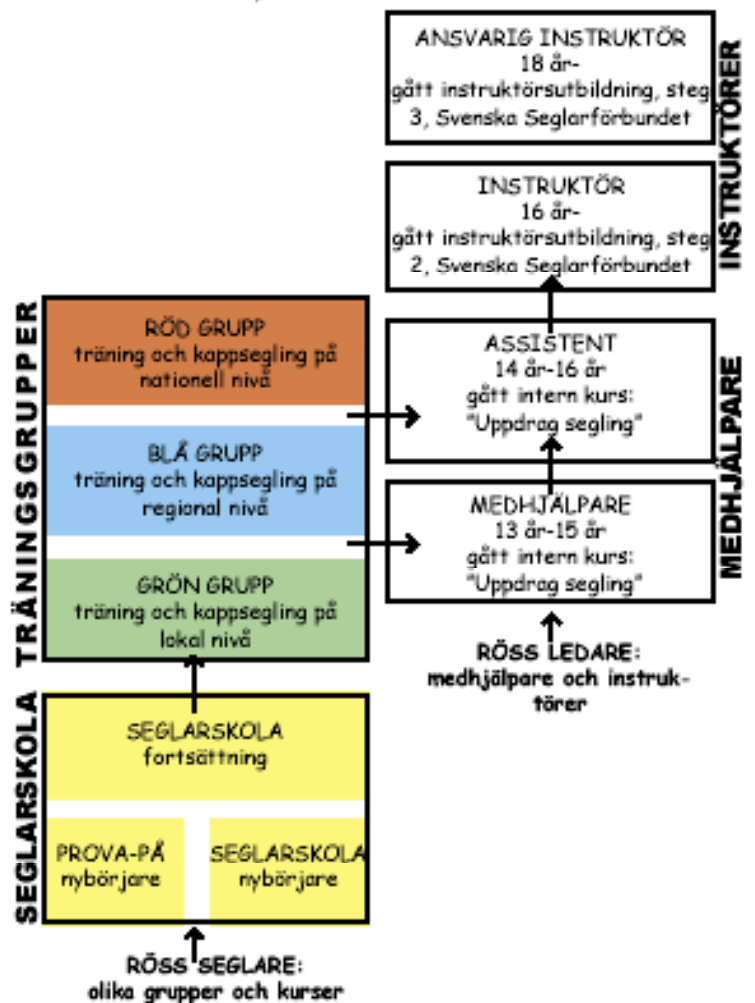 ANSVARIG INSTRUKTÖR
18 år-
gått instruktörsutbildning, steg
3, Svenska Seglarförbundet
INSTRUKTÖR
16 år-
gått instruktörsutbildning, steg
2, Svenska Seglarförbundet
INSTRUKTÖRER
RÖD GRUPP
träning och kappsegling på
nationell nivå
BLÅ GRUPP
träning och kappsegling på
regional nivå
GRÖN GRUPP
träning och kappsegling på
lokal nivå
TRÄNINGSGRUPPER
ASSISTENT
14 år-16 år
gått intern kurs:
"Uppdrag segling"
MEDHJÄLPARE
13 år-15 år
gått intern kurs:
"Uppdrag segling"
MEDHJÄLPARE
RÖSS LEDARE:
medhjälpare och instruk-
törer
SEGLARSKOLA
fortsättning
PROVA-PÅ
nybörjare
SEGLARSKOLA
nybörjare
SEGLARSKOLA
RÖSS SEGLARE:
olika grupper och kurser